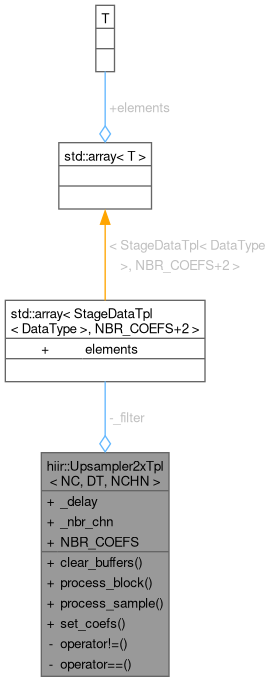 T
+elements
std::array< T >
< StageDataTpl< DataType
>, NBR_COEFS+2 >
std::array< StageDataTpl
< DataType >, NBR_COEFS+2 >
+ elements
-_filter
hiir::Upsampler2xTpl
< NC, DT, NCHN >
+ _delay
+ _nbr_chn
+ NBR_COEFS
+ clear_buffers()
+ process_block()
+ process_sample()
+ set_coefs()
- operator!=()
- operator==()